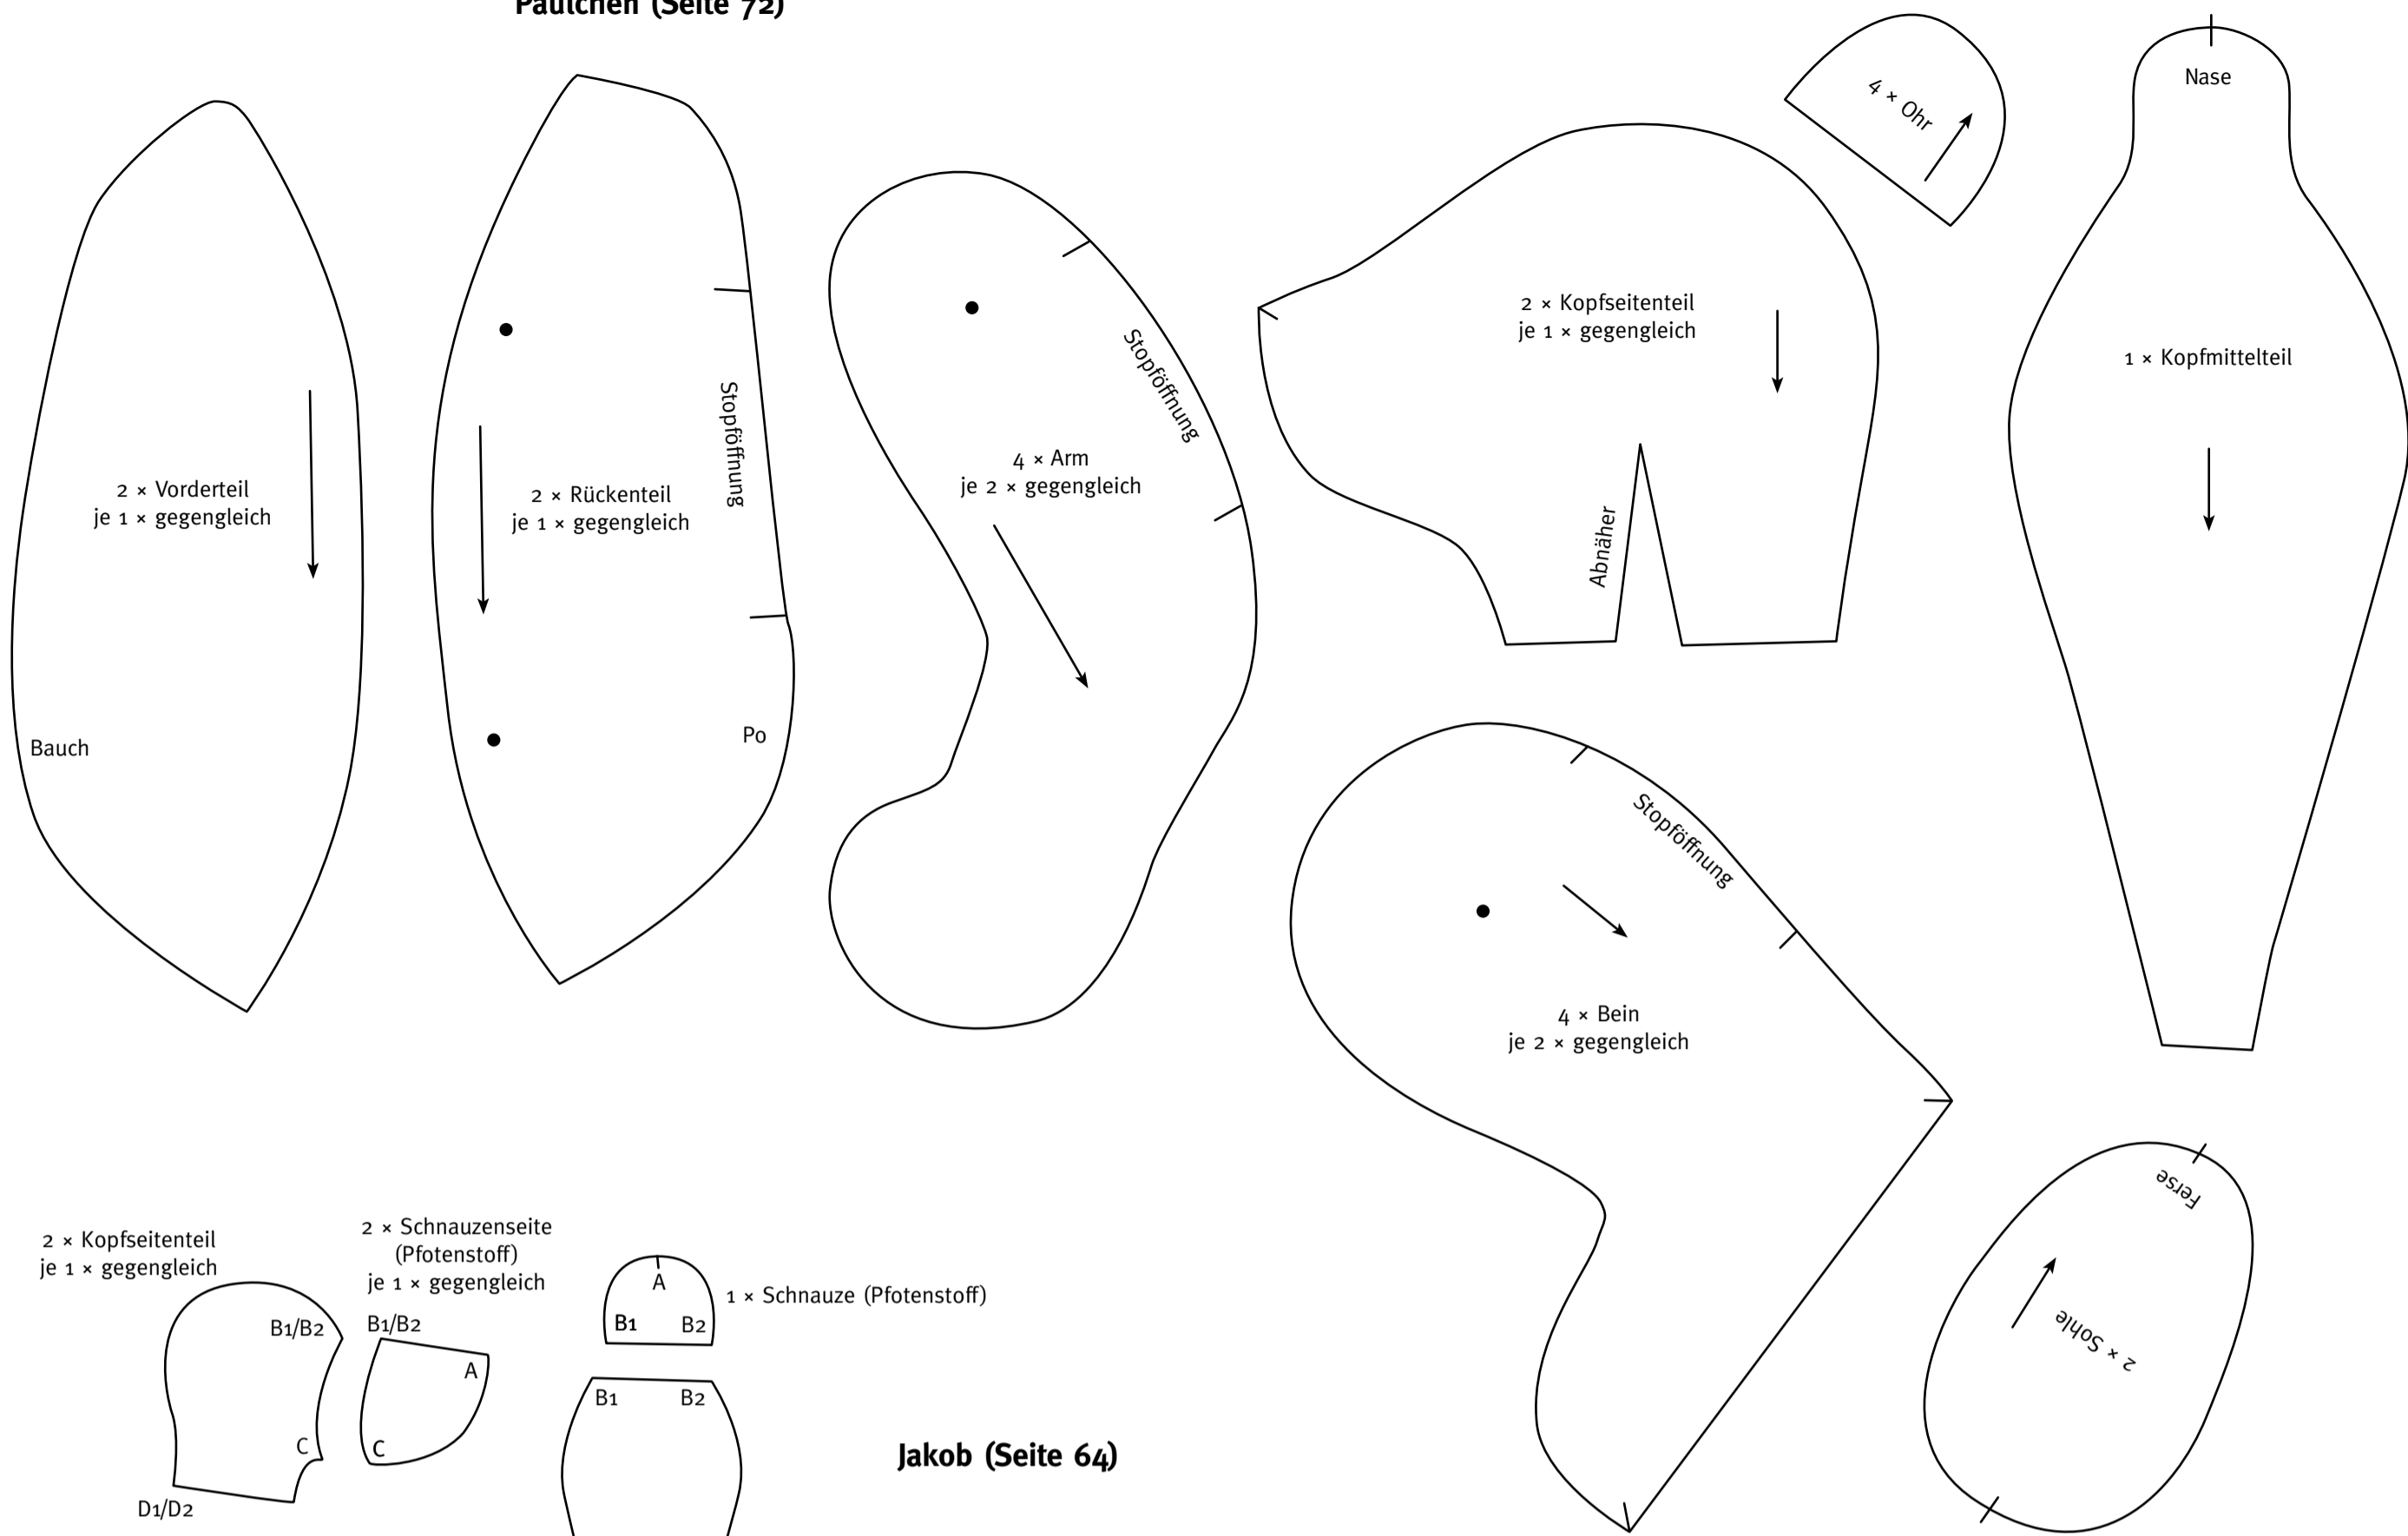 Paulchen (Seite 72)
2 × Vorderteil
je 1 × gegengleich
Bauch
2 × Rückenteil
je 1 × gegengleich
Stopföffnung
Po
4 × Arm
je 2 × gegengleich
Stopföffnung
2 × Kopfseitenteil
je 1 × gegengleich
Abnäher
4 × Ohr
Nase
1 × Kopfmittelteil
Stopföffnung
4 × Bein
je 2 × gegengleich
Ferse
2 × Sohle
2 × Kopfseitenteil
je 1 × gegengleich
B1/B2
C
D1/D2
2 × Schnauzenseite
(Pfotenstoff)
je 1 × gegengleich
B1/B2
A
C
A
B1 B2
1 × Schnauze (Pfotenstoff)
B1 B2
Jakob (Seite 64)